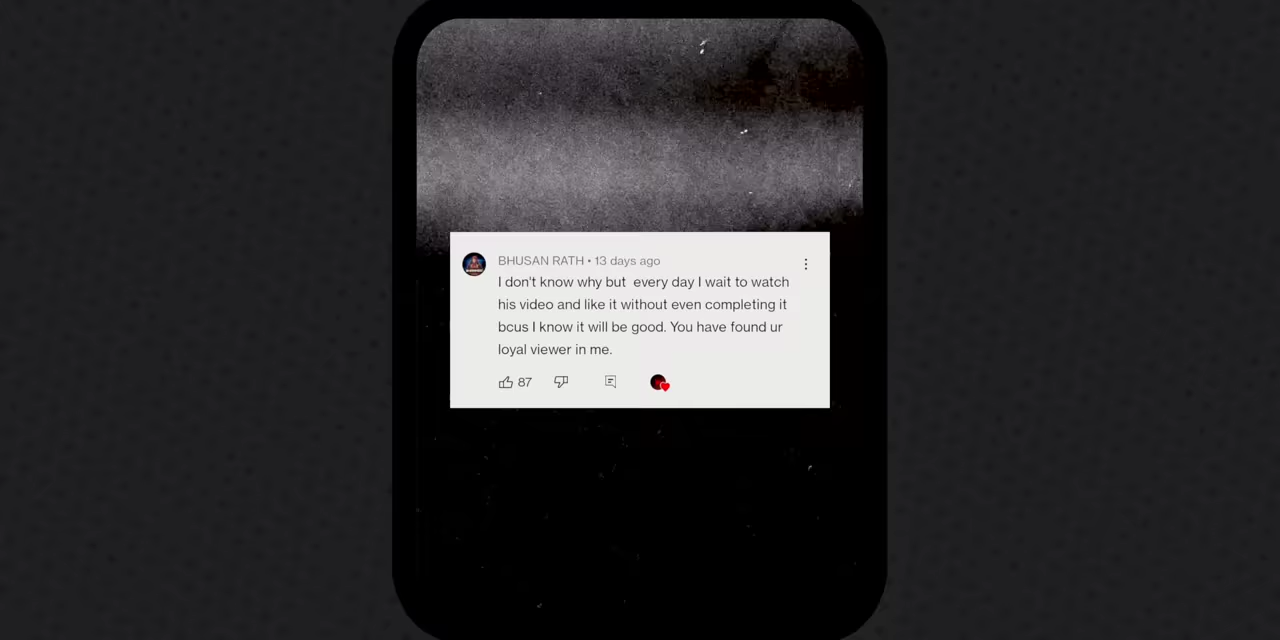 BHUSAN RATH • 13 days ago
I don't know why but  every day I wait to watch
his video and like it without even completing it
bcus I know it will be good. You have found ur
loyal viewer in me.
87